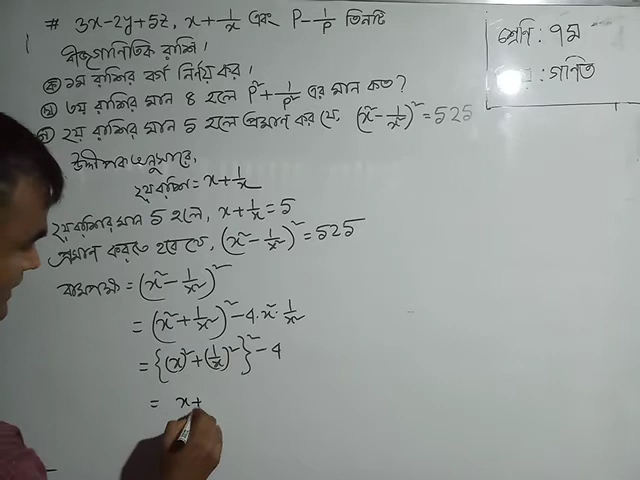 # 3x-2y+5z, x+1/x এবং P-1/P তিনটি
বীজগাণিতিক রাশি।
ক) ১ম রাশির বর্গ নির্ণয় কর।
খ) ৩য় রাশির মান 4 হলে P²+1/P² এর মান কত?
গ) ২য় রাশির মান 5 হলে প্রমাণ কর যে, (x²-1/x²)²=525
উদ্দীপক অনুসারে,
২য় রাশি = x+1/x
২য় রাশির মান 5 হলে, x+1/x=5
প্রমাণ করতে হবে যে, (x²-1/x²)²=525
বামপক্ষ = (x²-1/x²)²
= (x²+1/x²)²-4·x²·1/x²
= {(x)²+(1/x)²}²-4
= x+
শ্রেণি: ৭ম
: গণিত